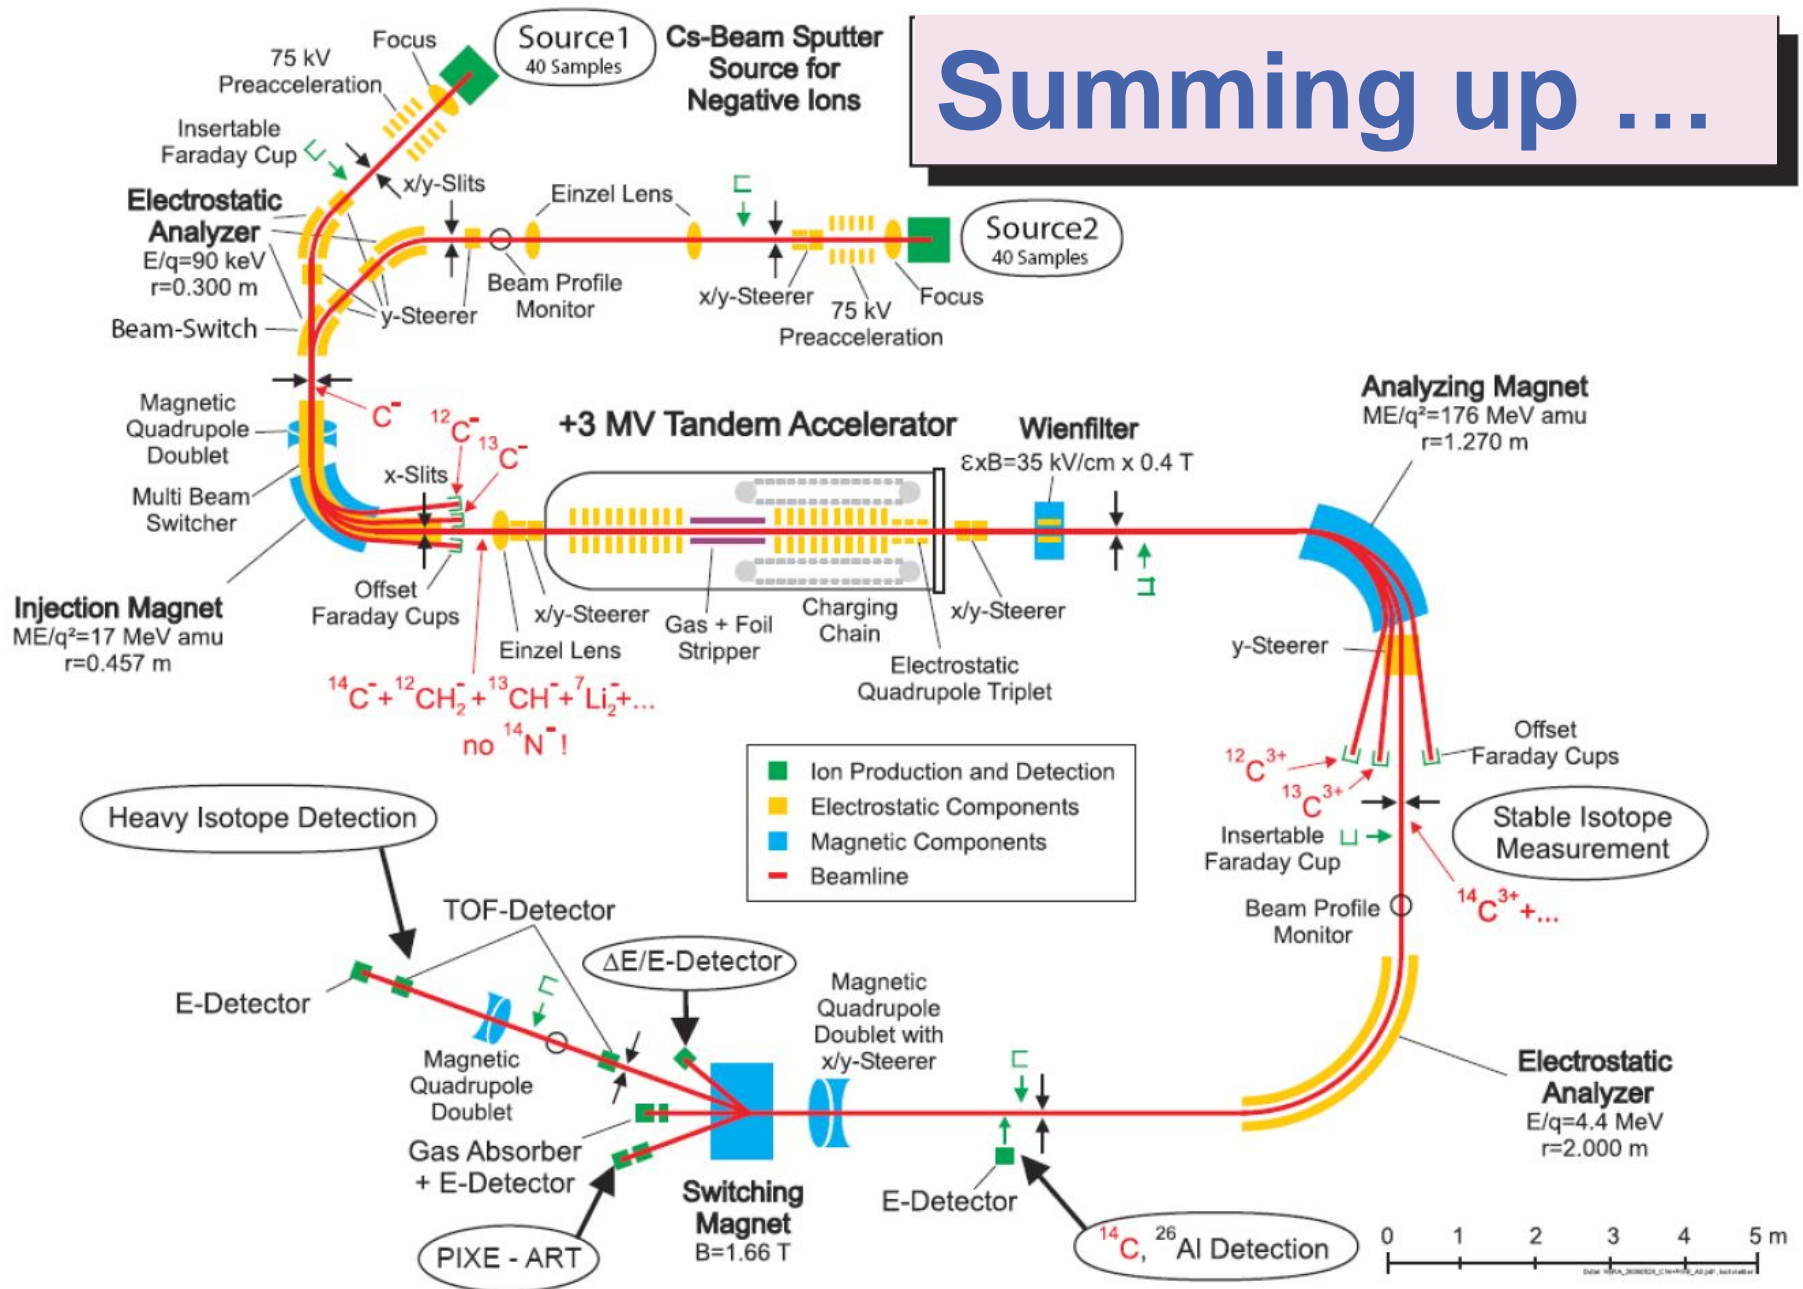 Summing up ...
Focus
75 kV
Preacceleration
Source1
40 Samples
Cs-Beam Sputter
Source for
Negative Ions
Insertable
Faraday Cup
x/y-Slits
Electrostatic
Analyzer
E/q=90 keV
r=0.300 m
Einzel Lens
Source2
40 Samples
Beam Profile
Monitor
y-Steerer
x/y-Steerer
75 kV
Preacceleration
Focus
Beam-Switch
Magnetic
Quadrupole
Doublet
C⁻
¹²C⁻
¹³C⁻
x-Slits
Multi Beam
Switcher
+3 MV Tandem Accelerator
Wienfilter
ƐxB=35 kV/cm x 0.4 T
Analyzing Magnet
ME/q²=176 MeV amu
r=1.270 m
Injection Magnet
ME/q²=17 MeV amu
r=0.457 m
Offset
Faraday Cups
x/y-Steerer
Einzel Lens
Gas + Foil
Stripper
Charging
Chain
Electrostatic
Quadrupole Triplet
x/y-Steerer
¹⁴C⁻+¹²CH₂⁻+¹³CH⁻+⁷Li₂⁻+...
no ¹⁴N⁻!
y-Steerer
Offset
Faraday Cups
¹²C³⁺
¹³C³⁺
Insertable
Faraday Cup
Stable Isotope
Measurement
¹⁴C³⁺+...
Beam Profile
Monitor
Ion Production and Detection
Electrostatic Components
Magnetic Components
Beamline
Heavy Isotope Detection
TOF-Detector
E-Detector
ΔE/E-Detector
Magnetic
Quadrupole
Doublet with
x/y-Steerer
Magnetic
Quadrupole
Doublet
Gas Absorber
+ E-Detector
PIXE - ART
Switching
Magnet
B=1.66 T
E-Detector
¹⁴C, ²⁶Al Detection
Electrostatic
Analyzer
E/q=4.4 MeV
r=2.000 m
0 1 2 3 4 5 m